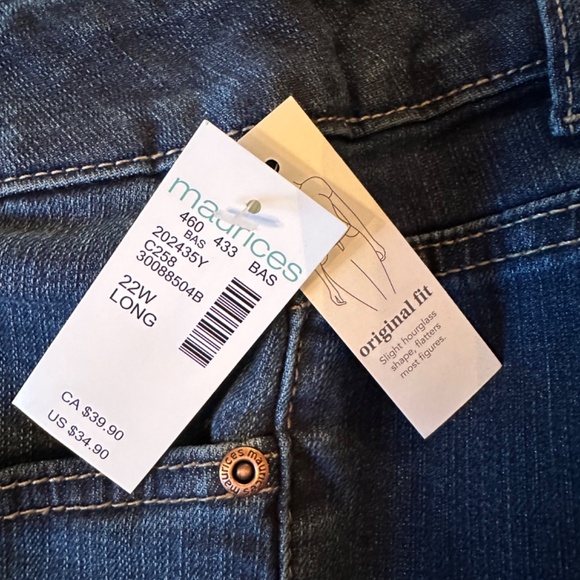 maurices
460 433
BAS BAS
202435Y
C258
30088504B
22W
LONG
CA $39.90
US $34.90
original fit
Slight hourglass
shape, flatters
most figures.
maurices maurices